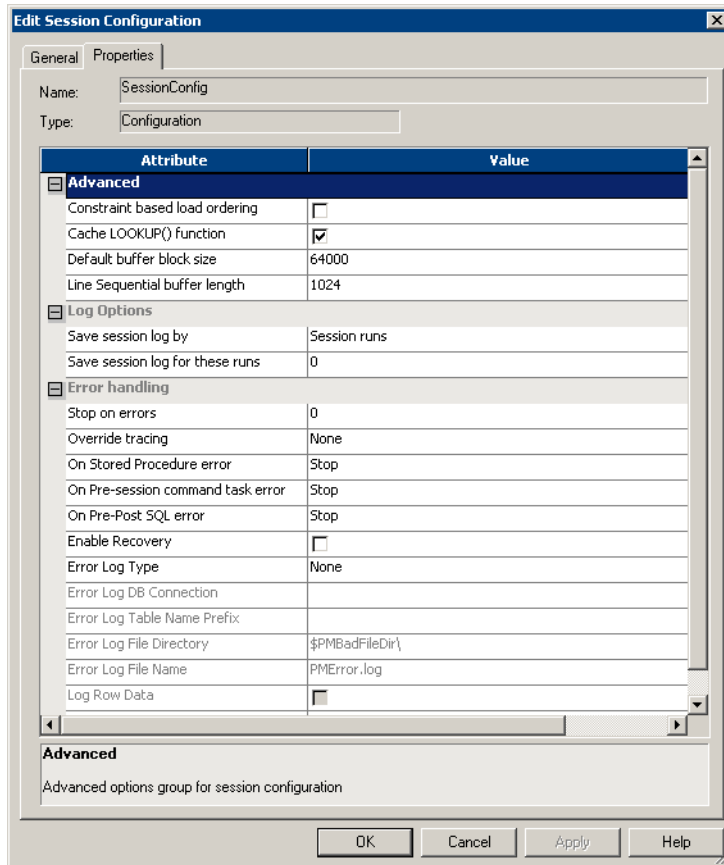 Edit Session Configuration
General Properties
Name: SessionConfig
Type: Configuration
Attribute Value
Advanced
Constraint based load ordering
Cache LOOKUP() function
Default buffer block size 64000
Line Sequential buffer length 1024
Log Options
Save session log by Session runs
Save session log for these runs 0
Error handling
Stop on errors 0
Override tracing None
On Stored Procedure error Stop
On Pre-session command task error Stop
On Pre-Post SQL error Stop
Enable Recovery
Error Log Type None
Error Log DB Connection
Error Log Table Name Prefix
Error Log File Directory $PMBadFileDir\
Error Log File Name PMError.log
Log Row Data
Advanced
Advanced options group for session configuration
OK Cancel Apply Help